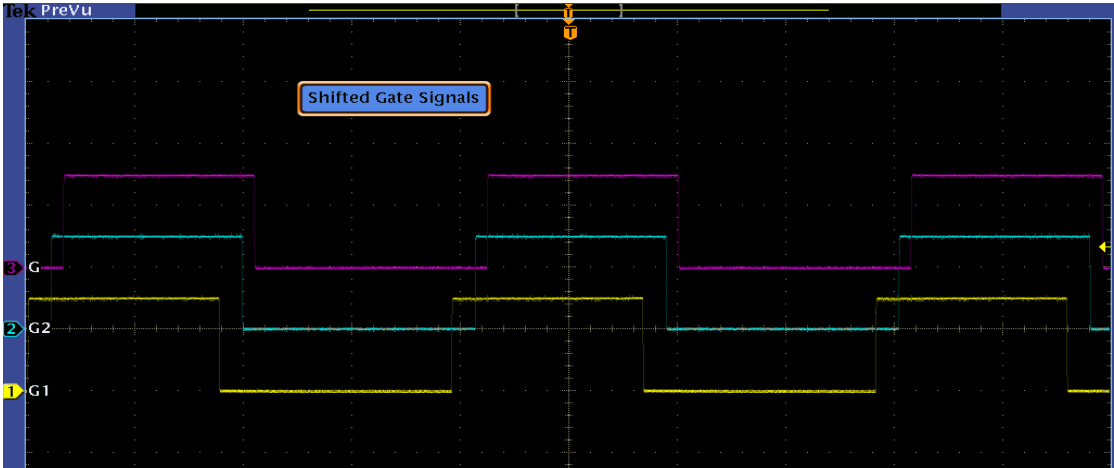 Tek PreVu
T
T
Shifted Gate Signals
3 G
2 G2
1 G1